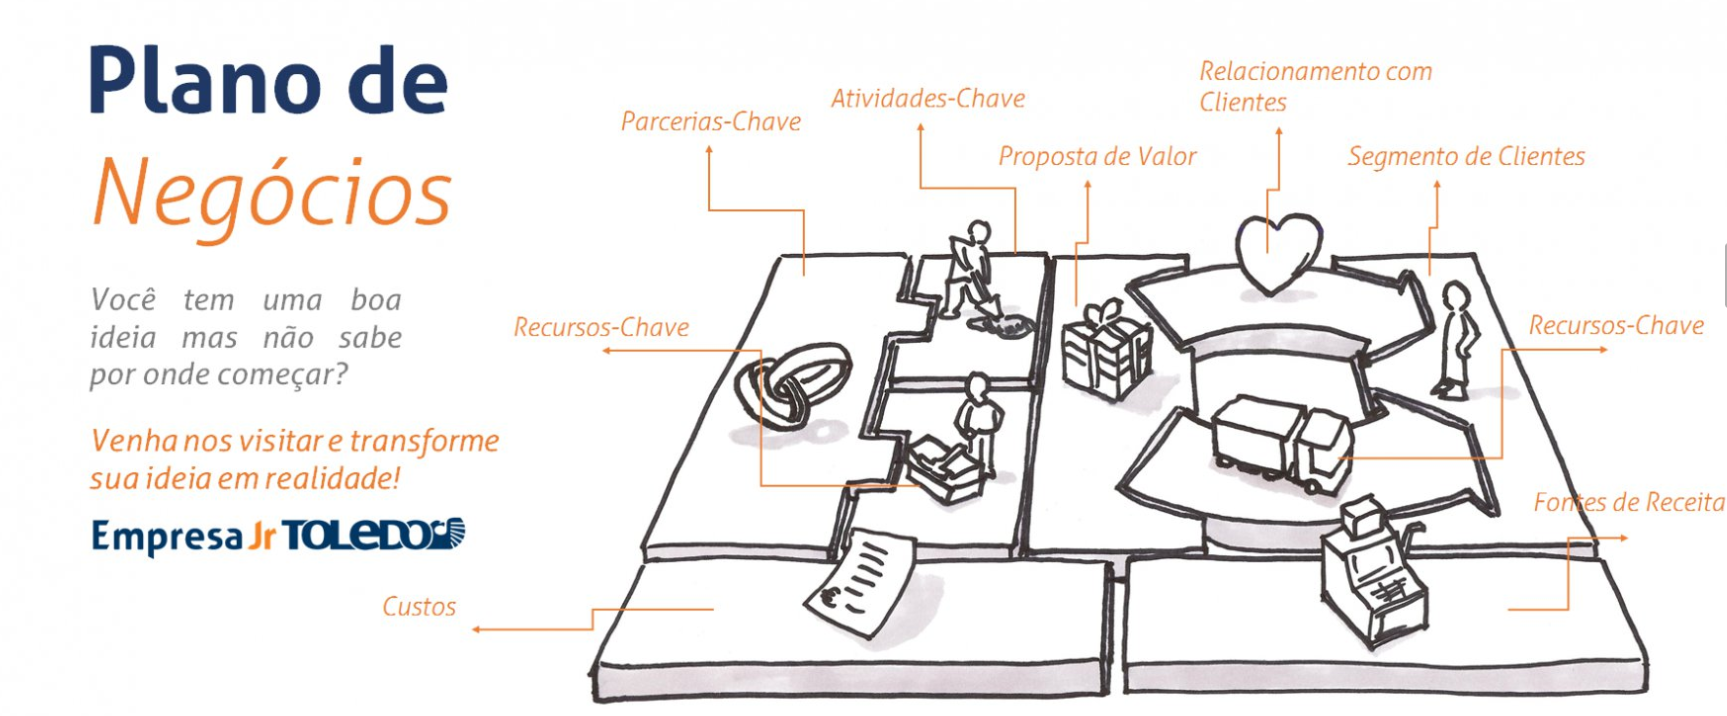 Plano de
Negócios
Você tem uma boa
ideia mas não sabe
por onde começar?
Venha nos visitar e transforme
sua ideia em realidade!
Empresa Jr TOLEDO
Parcerias-Chave
Atividades-Chave
Relacionamento com
Clientes
Proposta de Valor
Segmento de Clientes
Recursos-Chave
Recursos-Chave
Fontes de Receita
Custos